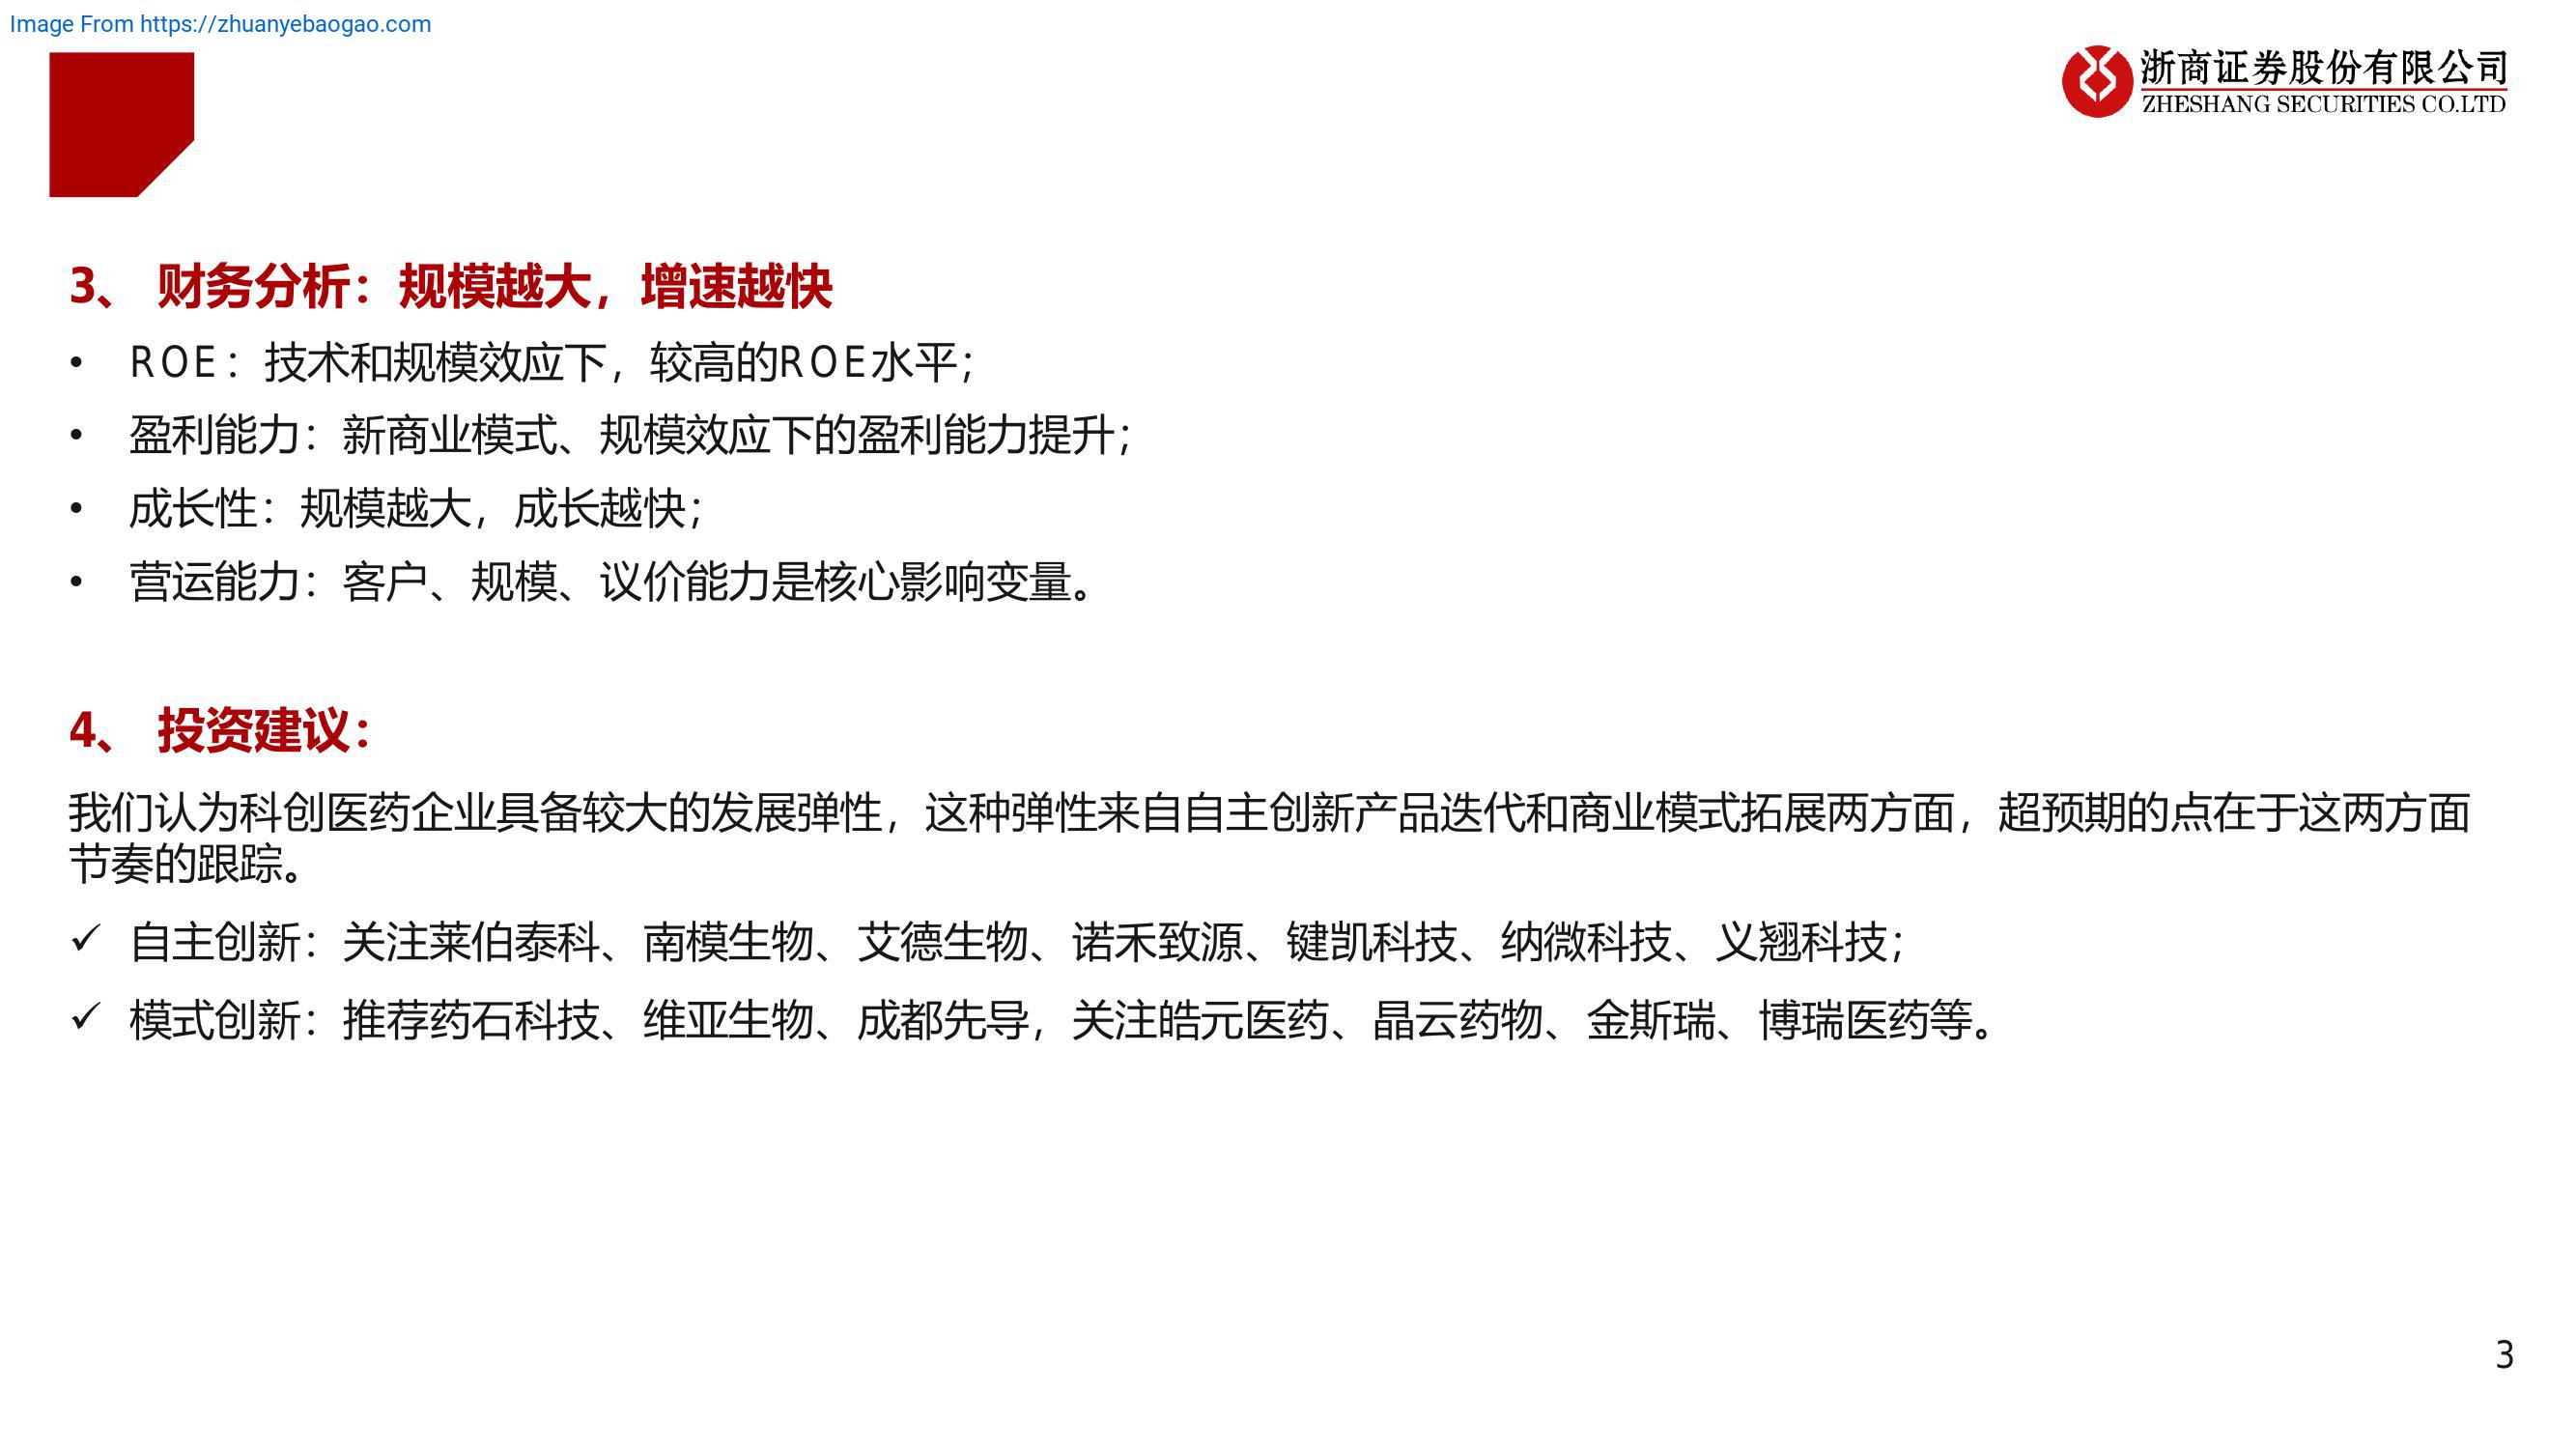 Image From https://zhuanyebaogao.com
浙商证券股份有限公司
ZHESHANG SECURITIES CO.LTD
3、 财务分析：规模越大，增速越快
• ROE：技术和规模效应下，较高的ROE水平；
• 盈利能力：新商业模式、规模效应下的盈利能力提升；
• 成长性：规模越大，成长越快；
• 营运能力：客户、规模、议价能力是核心影响变量。
4、 投资建议：
我们认为科创医药企业具备较大的发展弹性，这种弹性来自自主创新产品迭代和商业模式拓展两方面，超预期的点在于这两方面
节奏的跟踪。
✓ 自主创新：关注莱伯泰科、南模生物、艾德生物、诺禾致源、键凯科技、纳微科技、义翘科技；
✓ 模式创新：推荐药石科技、维亚生物、成都先导，关注皓元医药、晶云药物、金斯瑞、博瑞医药等。
3